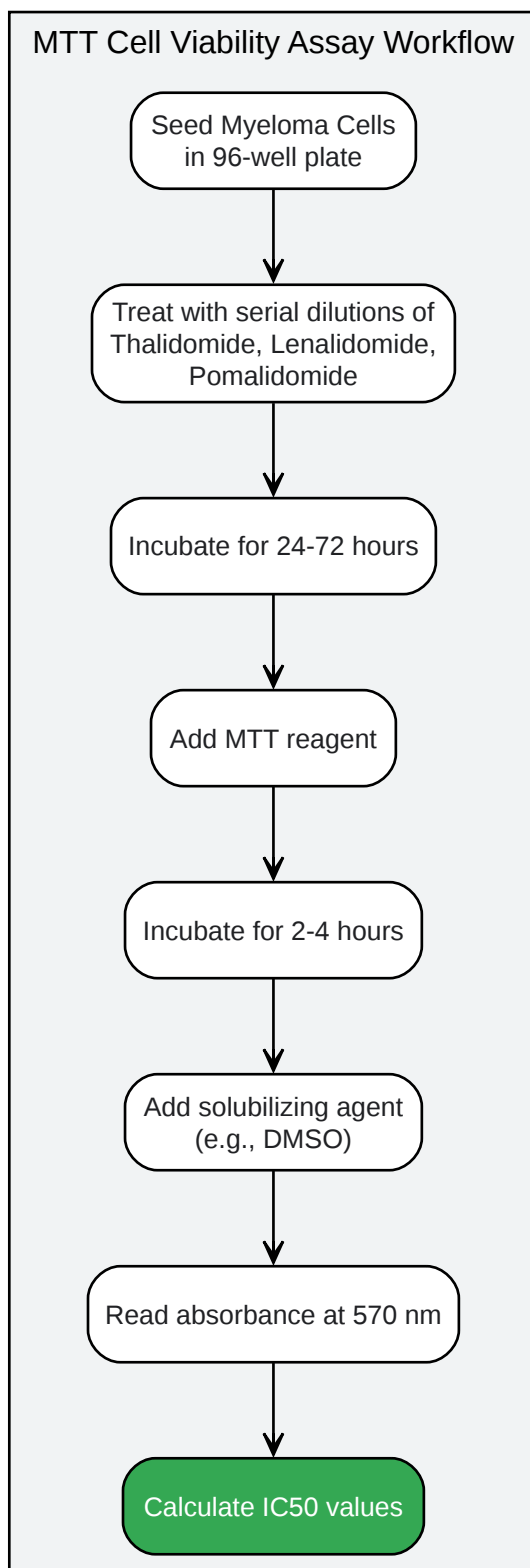 MTT Cell Viability Assay Workflow
Seed Myeloma Cells
in 96-well plate
Treat with serial dilutions of
Thalidomide, Lenalidomide,
Pomalidomide
Incubate for 24-72 hours
Add MTT reagent
Incubate for 2-4 hours
Add solubilizing agent
(e.g., DMSO)
Read absorbance at 570 nm
Calculate IC50 values